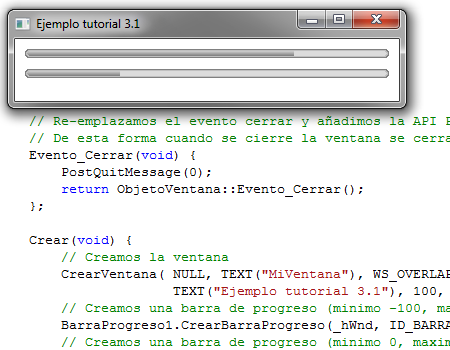 Ejemplo tutorial 3.1
// Re-emplazamos el evento cerrar y añadimos la API
// De esta forma cuando se cierre la ventana se cerra
Evento_Cerrar(void) {
PostQuitMessage(0);
return ObjetoVentana::Evento_Cerrar();
};
Crear(void) {
// Creamos la ventana
CrearVentana( NULL, TEXT("MiVentana"), WS_OVERLAP
TEXT("Ejemplo tutorial 3.1"), 100,
// Creamos una barra de progreso (minimo -100, ma
BarraProgreso1.CrearBarraProgreso(_hWnd, ID_BARRA
// Creamos una barra de progreso (minimo 0, maxim